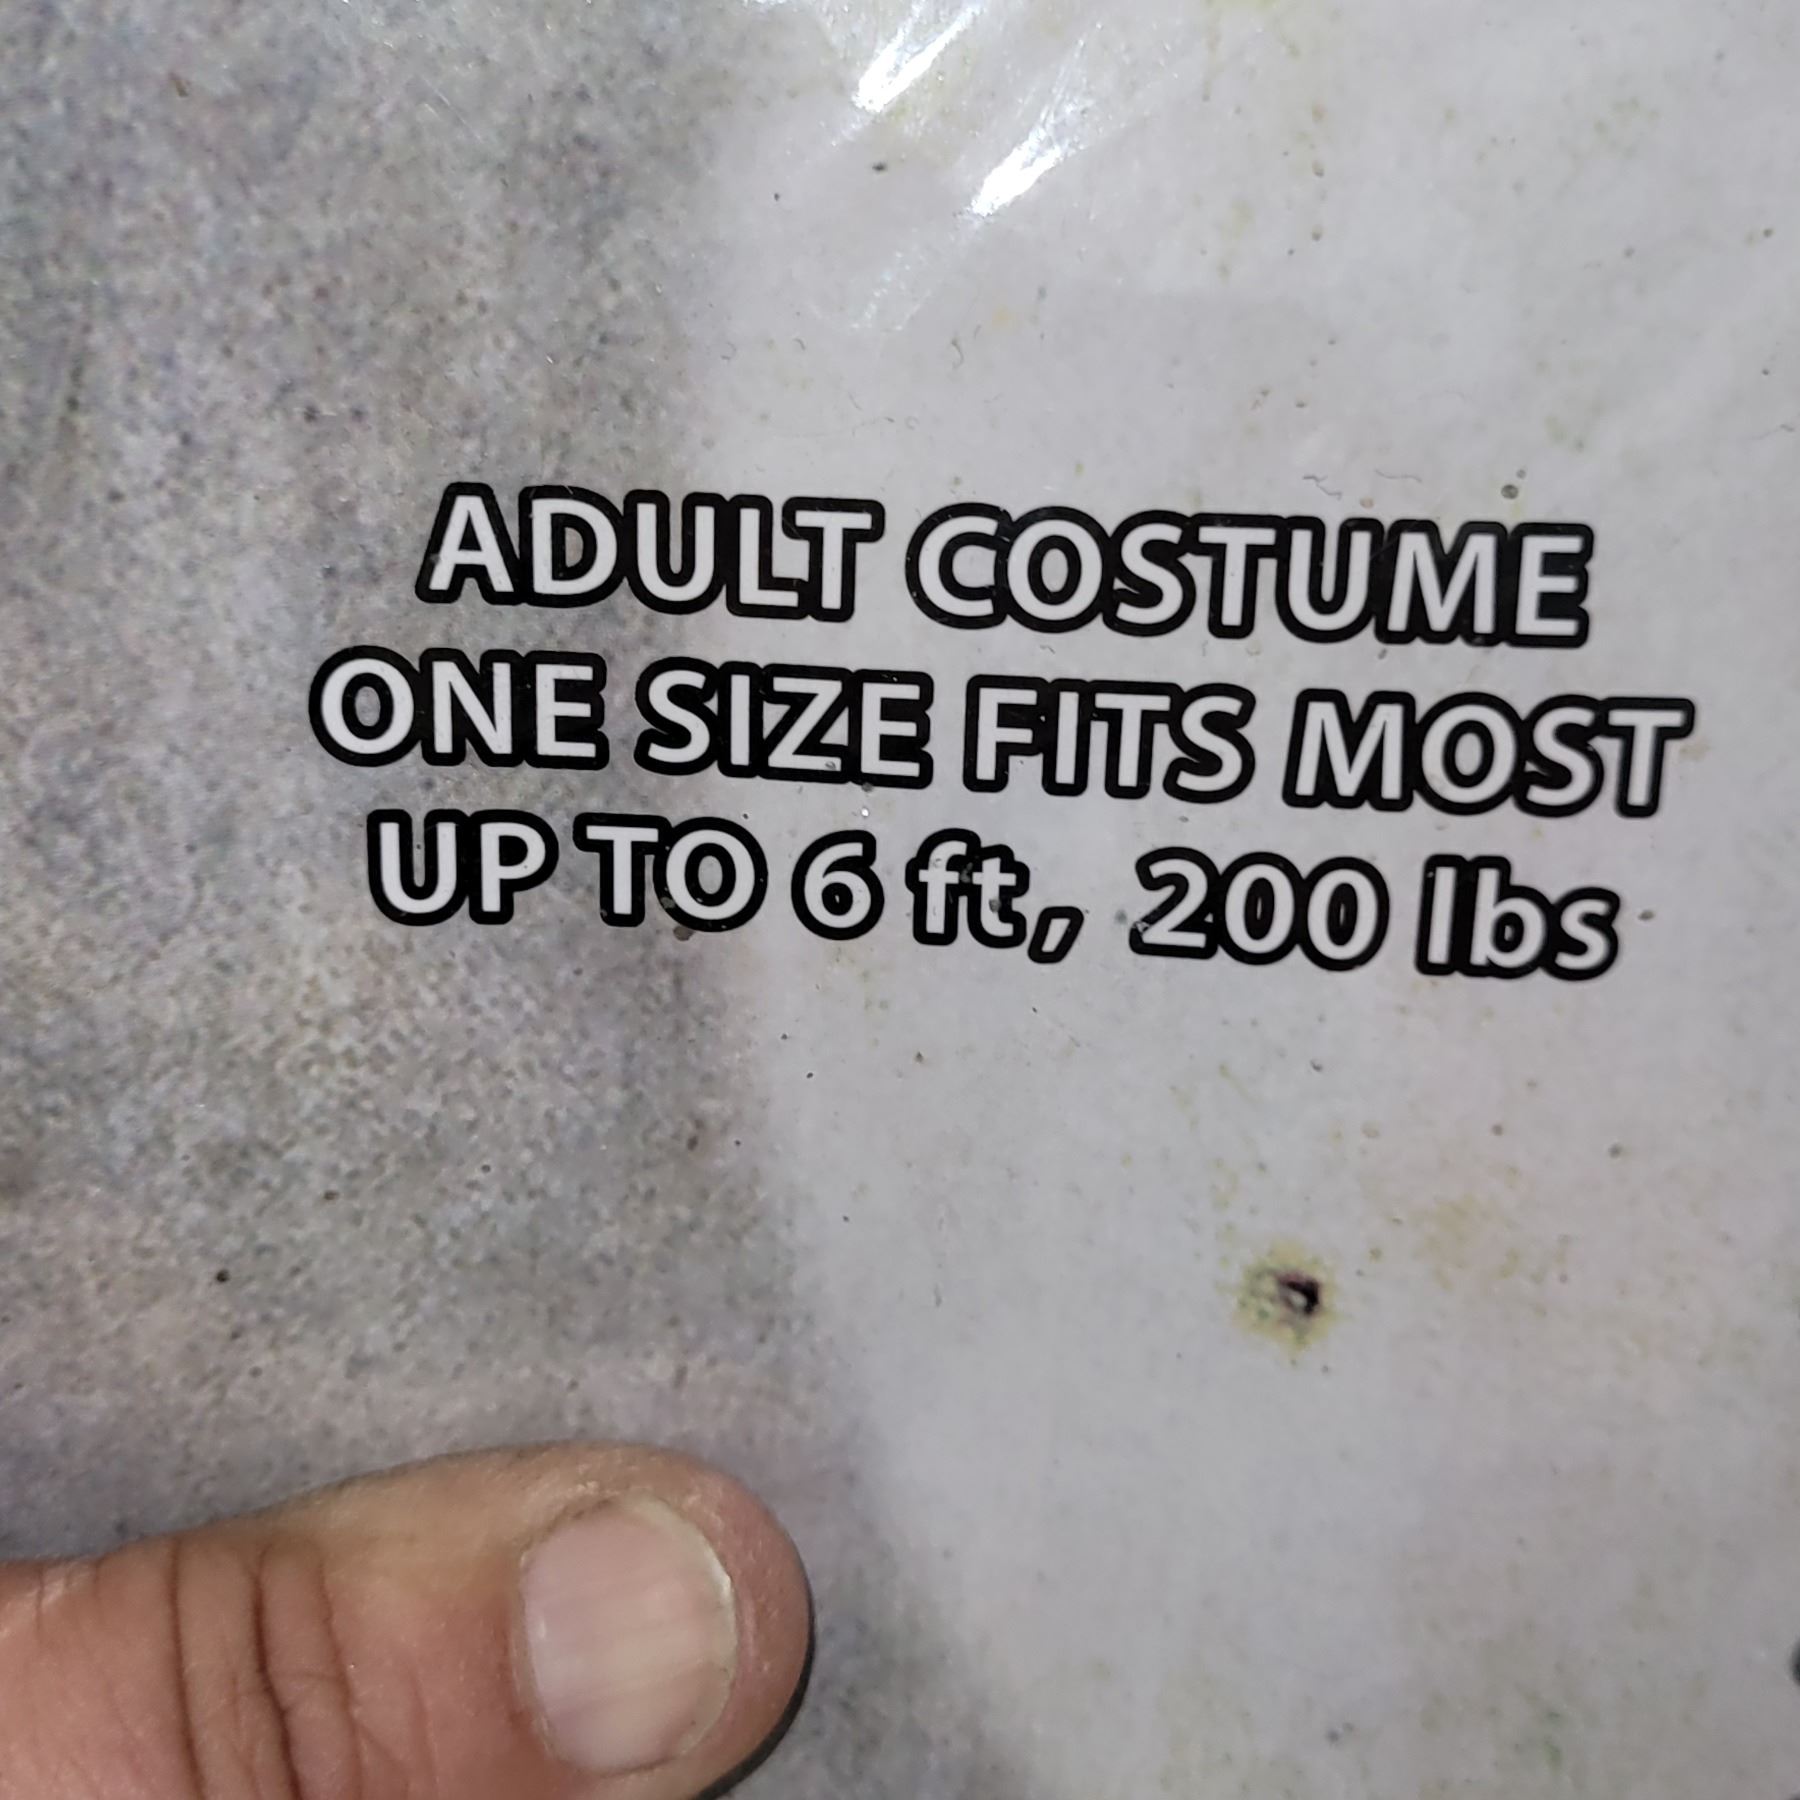 ADULT COSTUME
ONE SIZE FITS MOST
UP TO 6 ft, 200 lbs